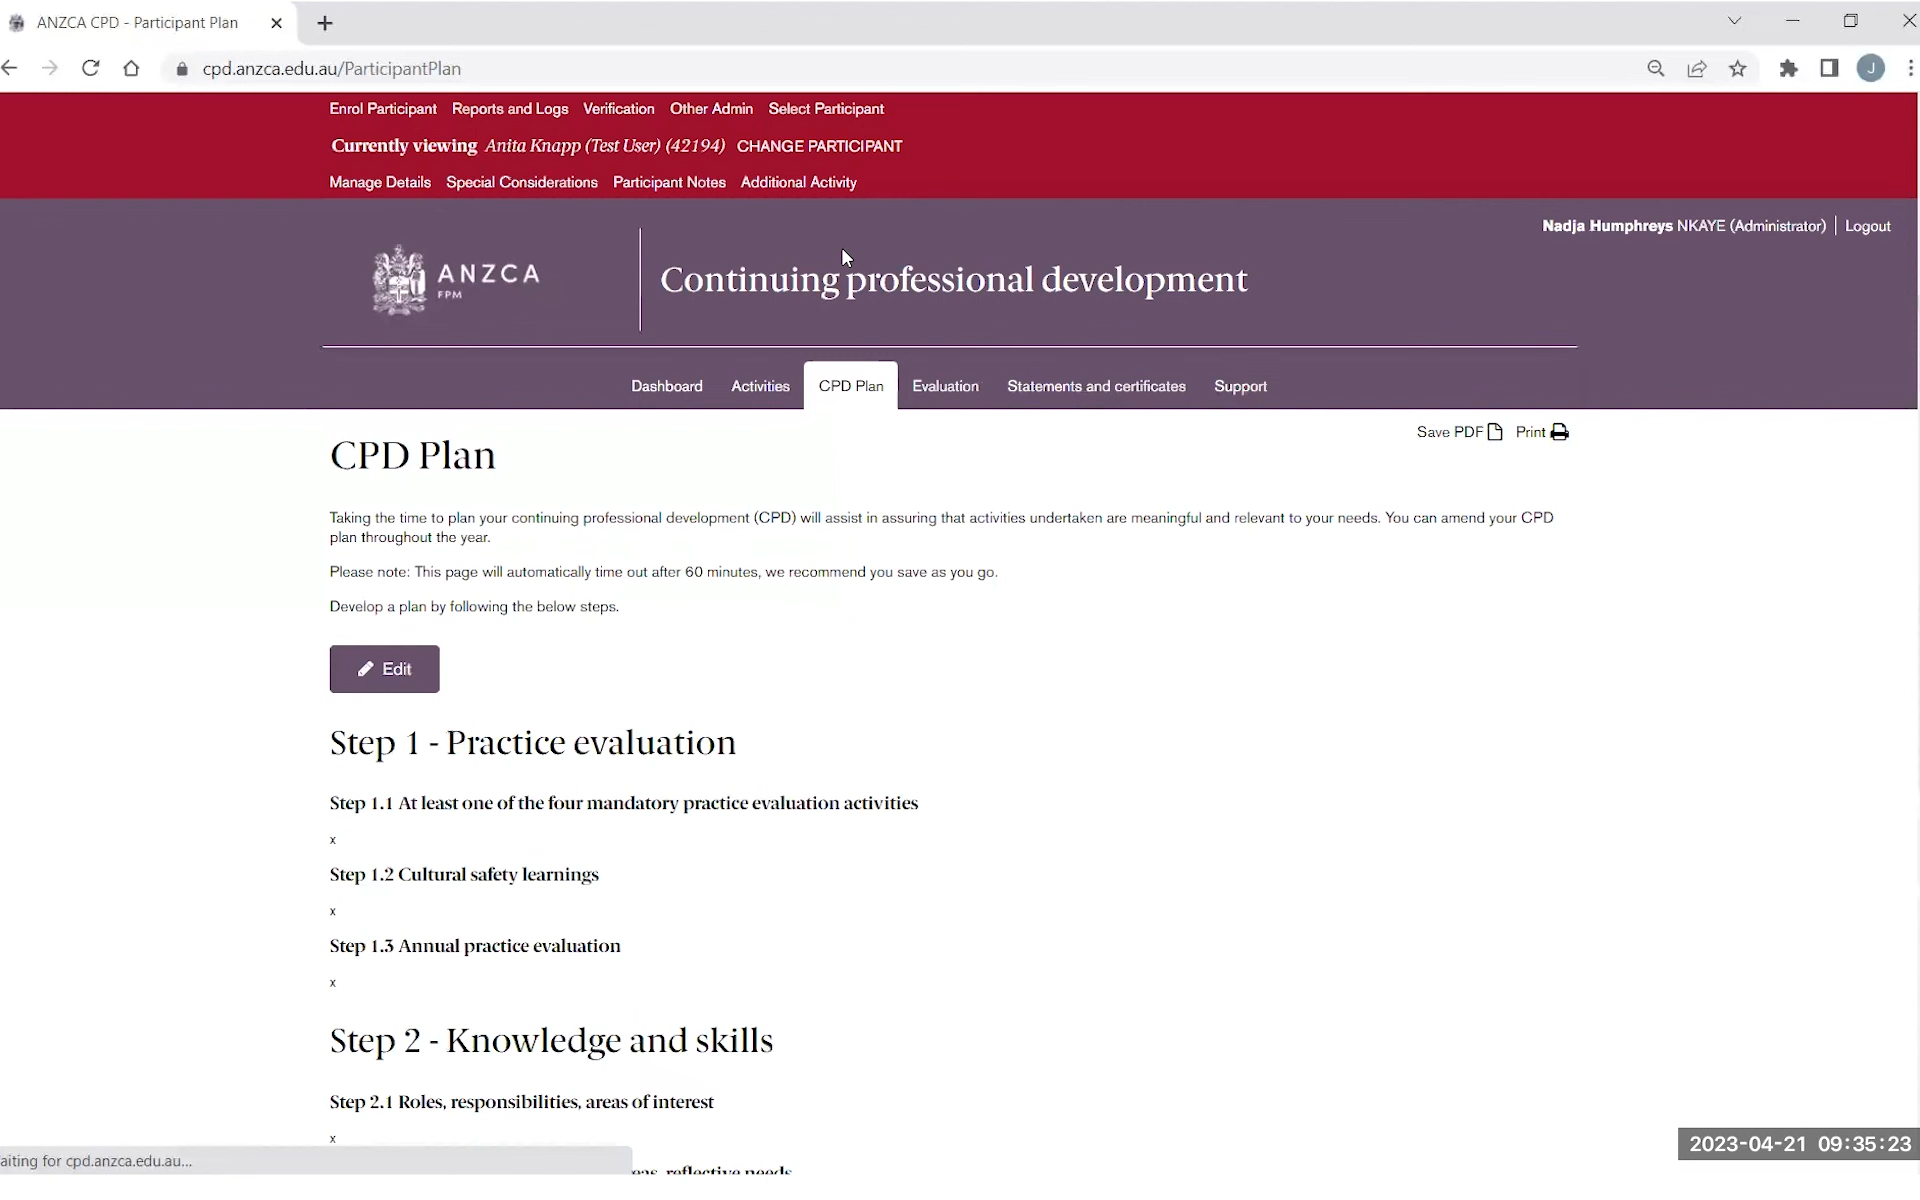 ANZCA CPD - Participant Plan
cpd.anzca.edu.au/ParticipantPlan
J
Enrol Participant Reports and Logs Verification Other Admin Select Participant
Currently viewing Anita Knapp (Test User) (42194) CHANGE PARTICIPANT
Manage Details Special Considerations Participant Notes Additional Activity
Nadja Humphreys NKAYE (Administrator) Logout
ANZCA
FPM
Continuing professional development
Dashboard Activities CPD Plan Evaluation Statements and certificates Support
Save PDF Print
CPD Plan
Taking the time to plan your continuing professional development (CPD) will assist in assuring that activities undertaken are meaningful and relevant to your needs. You can amend your CPD
plan throughout the year.
Please note: This page will automatically time out after 60 minutes, we recommend you save as you go.
Develop a plan by following the below steps.
Edit
Step 1 - Practice evaluation
Step 1.1 At least one of the four mandatory practice evaluation activities
x
Step 1.2 Cultural safety learnings
x
Step 1.3 Annual practice evaluation
x
Step 2 - Knowledge and skills
Step 2.1 Roles, responsibilities, areas of interest
x
aiting for cpd.anzca.edu.au...
reflective needs
2023-04-21 09:35:23